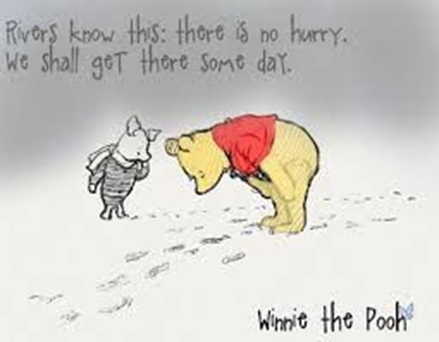 Rivers know this: there is no hurry.
We shall get there some day.
Winnie the Pooh